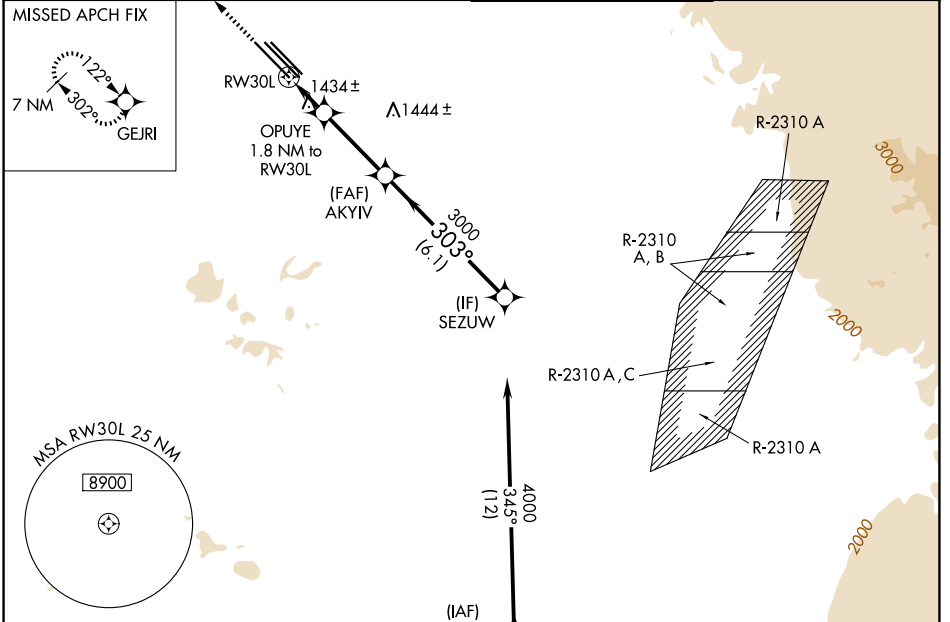 MISSED APCH FIX
122°
7 NM
302°
GEJRI
RW30L
1434 ±
1444 ±
OPUYE
1.8 NM to
RW30L
(FAF)
AKYIV
3000
303°
(6.1)
(IF)
SEZUW
R-2310 A
3000
R-2310
A, B
2000
R-2310 A, C
R-2310 A
MSA RW30L 25 NM
8900
4000
345°
(12)
2000
(IAF)